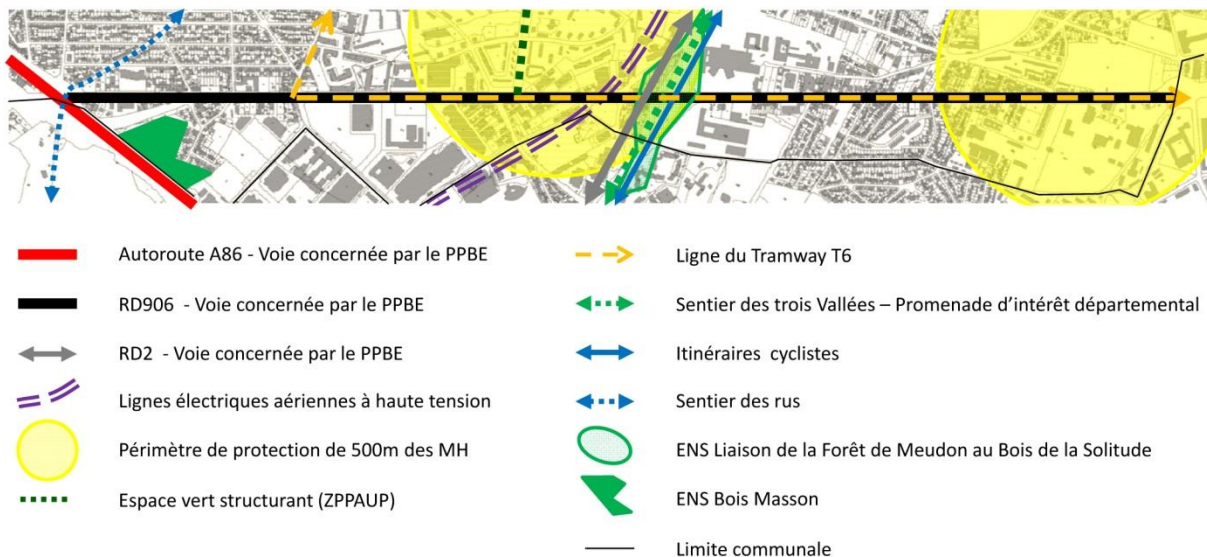 Autoroute A86 - Voie concernée par le PPBE
RD906 - Voie concernée par le PPBE
RD2 - Voie concernée par le PPBE
Lignes électriques aériennes à haute tension
Périmètre de protection de 500m des MH
Espace vert structurant (ZPPAUP)
Ligne du Tramway T6
Sentier des trois Vallées – Promenade d'intérêt départemental
Itinéraires cyclistes
Sentier des rus
ENS Liaison de la Forêt de Meudon au Bois de la Solitude
ENS Bois Masson
Limite communale